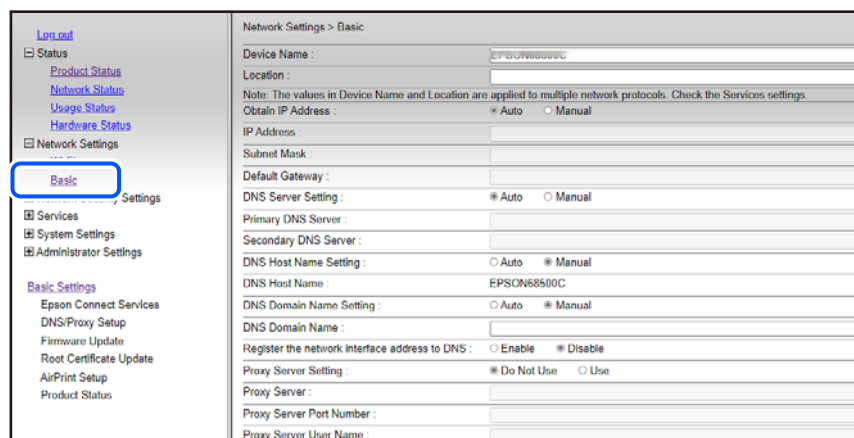 Log out
Status
Product Status
Network Status
Usage Status
Hardware Status
Network Settings
Basic
Settings
Services
System Settings
Administrator Settings
Basic Settings
Epson Connect Services
DNS/Proxy Setup
Firmware Update
Root Certificate Update
AirPrint Setup
Product Status
Network Settings > Basic
Device Name :
Location :
Note: The values in Device Name and Location are applied to multiple network protocols. Check the Services settings.
Obtain IP Address : Auto Manual
IP Address :
Subnet Mask :
Default Gateway :
DNS Server Setting : Auto Manual
Primary DNS Server :
Secondary DNS Server :
DNS Host Name Setting : Auto Manual
DNS Host Name : EPSON68500C
DNS Domain Name Setting : Auto Manual
DNS Domain Name :
Register the network interface address to DNS : Enable Disable
Proxy Server Setting : Do Not Use Use
Proxy Server :
Proxy Server Port Number :
Proxy Server User Name :